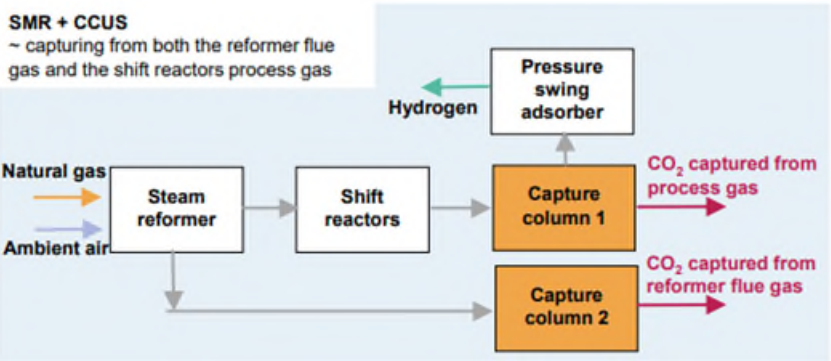 SMR + CCUS
~ capturing from both the reformer flue
gas and the shift reactors process gas
Pressure
swing
adsorber
Hydrogen
Natural gas
Ambient air
Steam
reformer
Shift
reactors
Capture
column 1
CO₂ captured from
process gas
Capture
column 2
CO₂ captured from
reformer flue gas